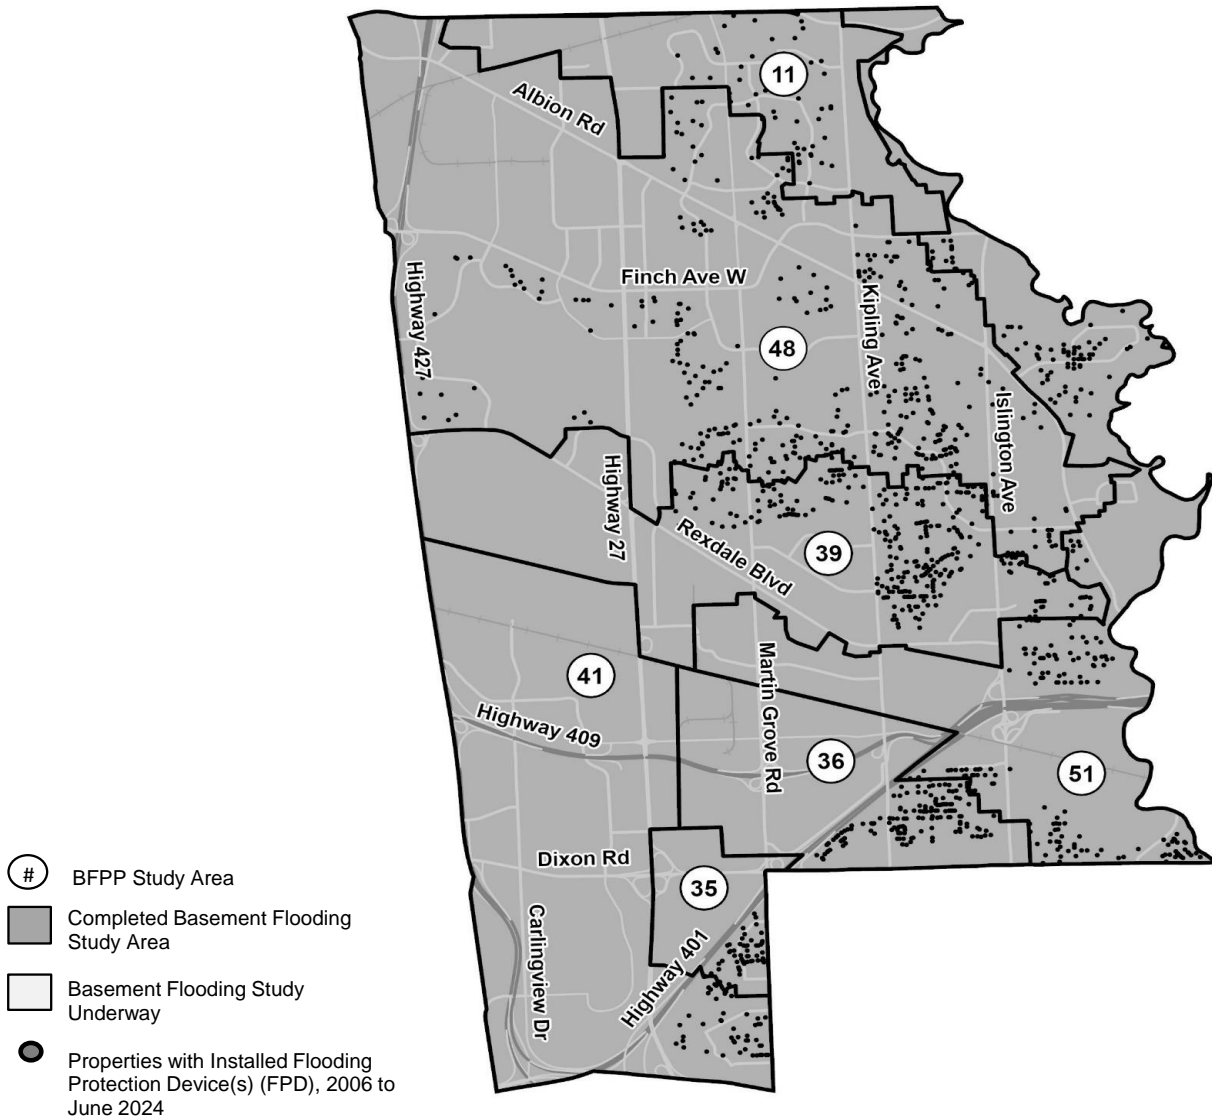 11
Albion Rd
Finch Ave W
Highway 427
Kipling Ave
48
Islington Ave
Highway 27
Rexdale Blvd
39
41
Martin Grove Rd
Highway 409
36
51
Dixon Rd
35
Carlingview Dr
Highway 401
# BFPP Study Area
Completed Basement Flooding
Study Area
Basement Flooding Study
Underway
Properties with Installed Flooding
Protection Device(s) (FPD), 2006 to
June 2024